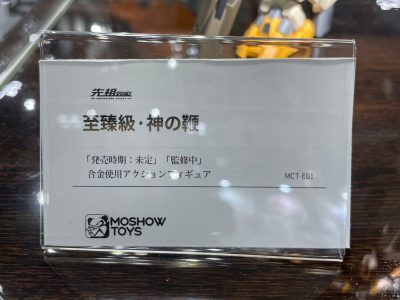 先祖
至臻級・神の鞭
「発売時期：未定」「監修中」
合金使用アクションフィギュア
MCT-E01
MOSHOW
TOYS